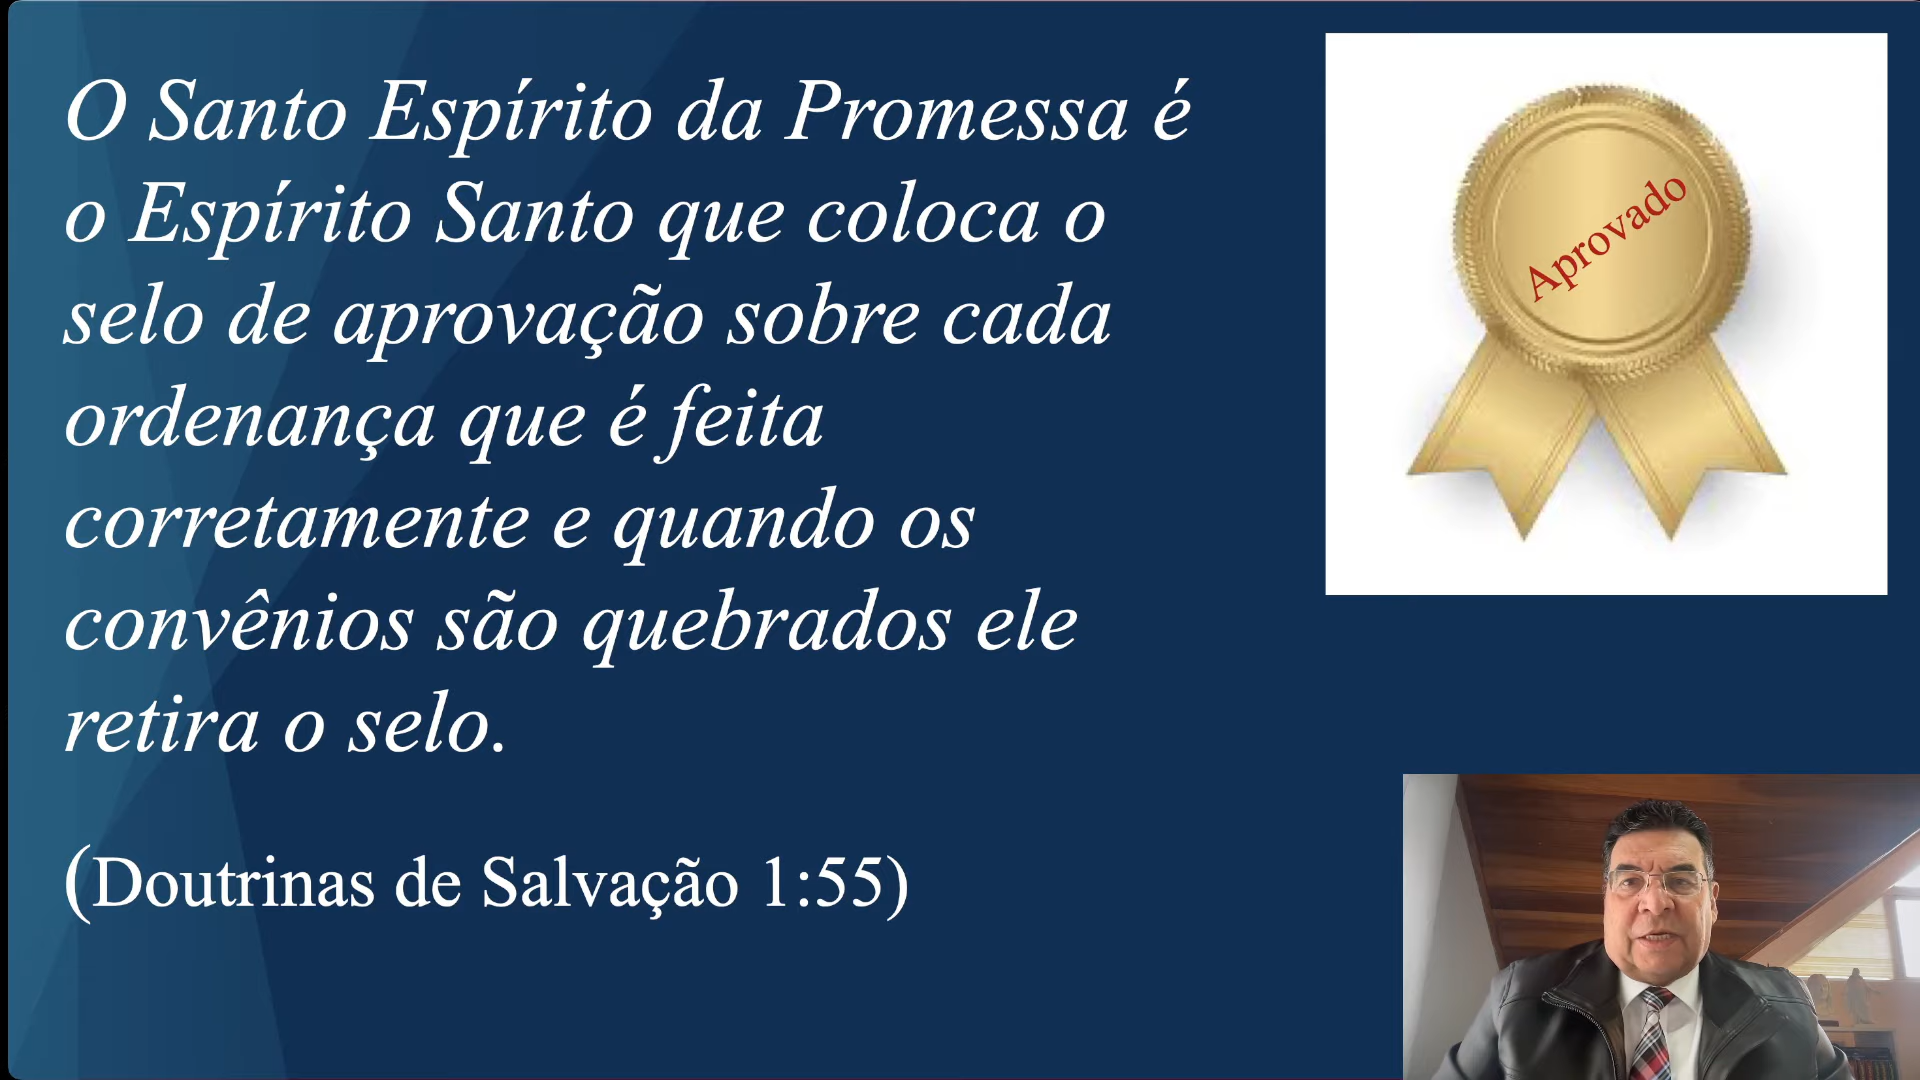 O Santo Espírito da Promessa é
o Espírito Santo que coloca o
selo de aprovação sobre cada
ordenança que é feita
corretamente e quando os
convênios são quebrados ele
retira o selo.
(Doutrinas de Salvação 1:55)
Aprovado